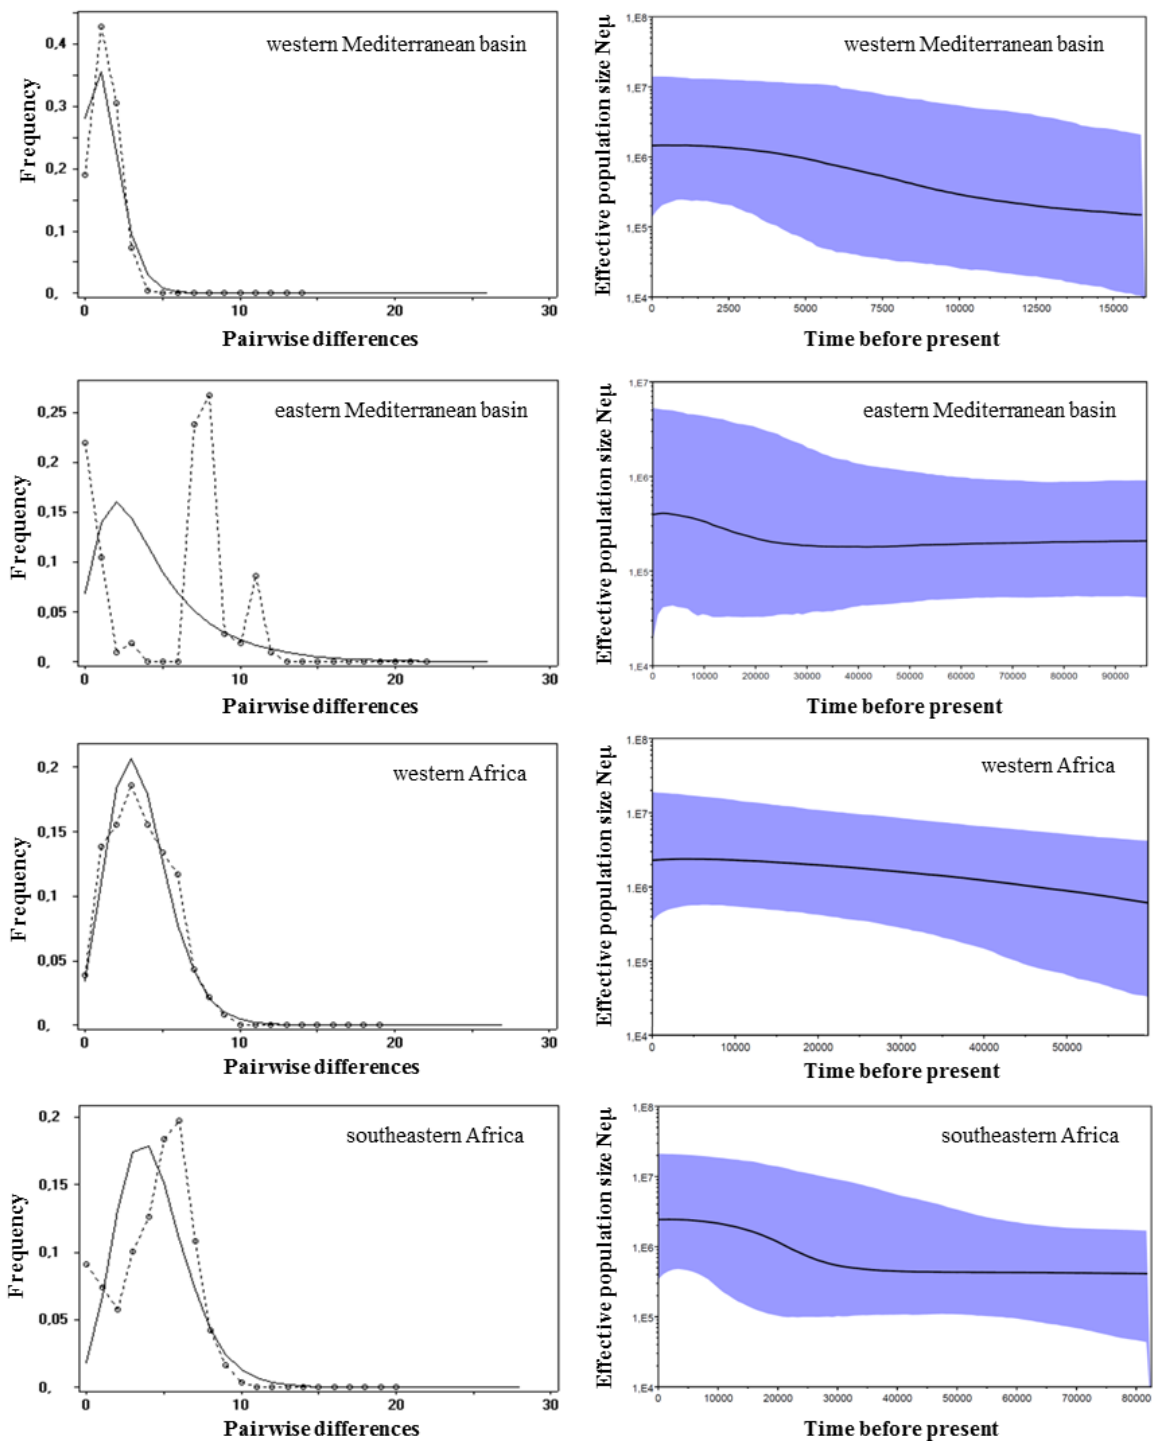 western Mediterranean basin
Frequency
0,4
0,3
0,2
0,1
0,
0 10 20 30
Pairwise differences
western Mediterranean basin
Effective population size Neμ
1,E8
1,E7
1,E6
1,E5
1,E4
0 2500 5000 7500 10000 12500 15000
Time before present
eastern Mediterranean basin
Frequency
0,25
0,2
0,15
0,1
0,05
0,
0 10 20 30
Pairwise differences
eastern Mediterranean basin
Effective population size Neμ
1,E7
1,E6
1,E5
1,E4
0 10000 20000 30000 40000 50000 60000 70000 80000 90000
Time before present
western Africa
Frequency
0,2
0,15
0,1
0,05
0,
0 10 20 30
Pairwise differences
western Africa
Effective population size Neμ
1,E8
1,E7
1,E6
1,E5
1,E4
0 10000 20000 30000 40000 50000
Time before present
southeastern Africa
Frequency
0,2
0,15
0,1
0,05
0,
0 10 20 30
Pairwise differences
southeastern Africa
Effective population size Neμ
1,E8
1,E7
1,E6
1,E5
1,E4
0 10000 20000 30000 40000 50000 60000 70000 80000
Time before present